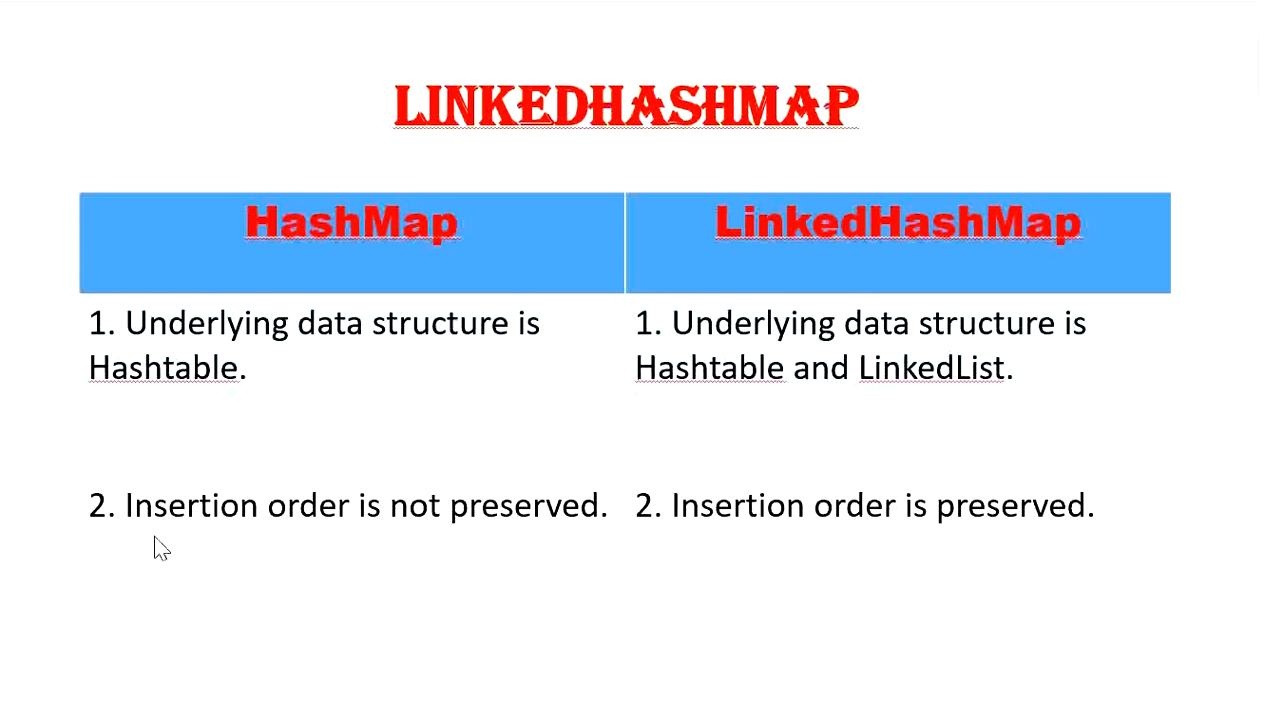 LINKEDHASHMAP
HashMap
LinkedHashMap
1. Underlying data structure is
Hashtable.
1. Underlying data structure is
Hashtable and LinkedList.
2. Insertion order is not preserved.
2. Insertion order is preserved.